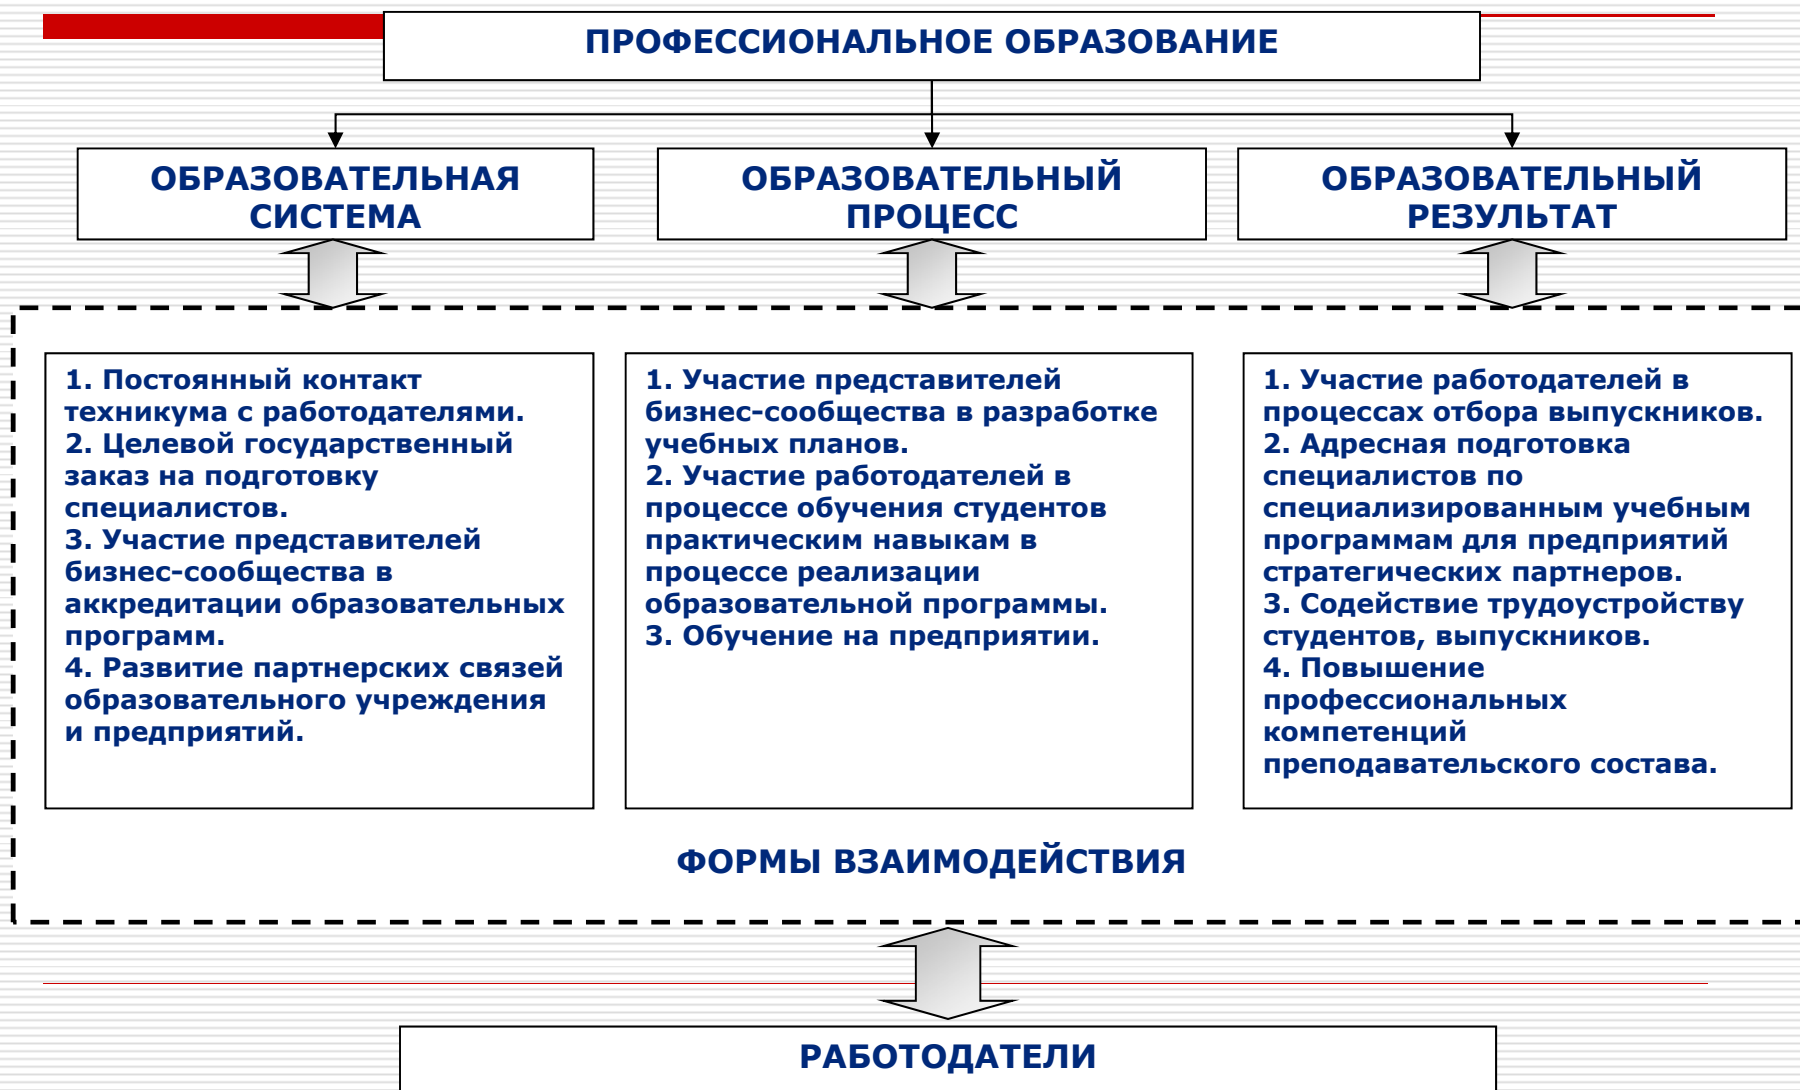 ПРОФЕССИОНАЛЬНОЕ ОБРАЗОВАНИЕ
ОБРАЗОВАТЕЛЬНАЯ
СИСТЕМА
ОБРАЗОВАТЕЛЬНЫЙ
ПРОЦЕСС
ОБРАЗОВАТЕЛЬНЫЙ
РЕЗУЛЬТАТ
1. Постоянный контакт
техникума с работодателями.
2. Целевой государственный
заказ на подготовку
специалистов.
3. Участие представителей
бизнес-сообщества в
аккредитации образовательных
программ.
4. Развитие партнерских связей
образовательного учреждения
и предприятий.
1. Участие представителей
бизнес-сообщества в разработке
учебных планов.
2. Участие работодателей в
процессе обучения студентов
практическим навыкам в
процессе реализации
образовательной программы.
3. Обучение на предприятии.
1. Участие работодателей в
процессах отбора выпускников.
2. Адресная подготовка
специалистов по
специализированным учебным
программам для предприятий
стратегических партнеров.
3. Содействие трудоустройству
студентов, выпускников.
4. Повышение
профессиональных
компетенций
преподавательского состава.
ФОРМЫ ВЗАИМОДЕЙСТВИЯ
РАБОТОДАТЕЛИ